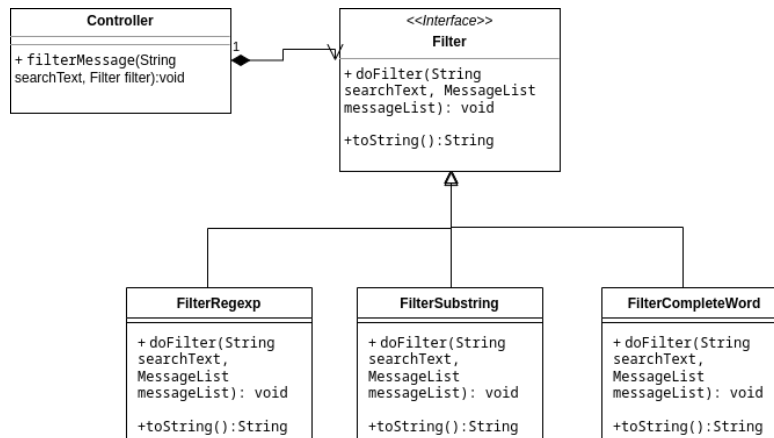 Controller
+ filterMessage(String
searchText, Filter filter):void
1
<<Interface>>
Filter
+ doFilter(String
searchText, MessageList
messageList): void
+toString():String
FilterRegexp
+ doFilter(String
searchText,
MessageList
messageList): void
+toString():String
FilterSubstring
+ doFilter(String
searchText,
MessageList
messageList): void
+toString():String
FilterCompleteWord
+ doFilter(String
searchText,
MessageList
messageList): void
+toString():String